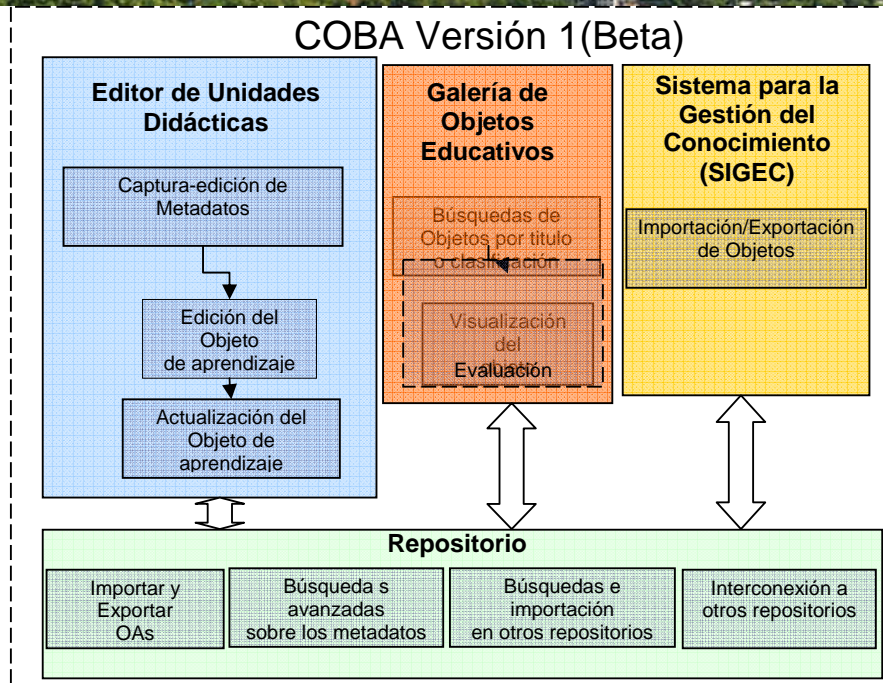 COBA Versión 1(Beta)
Editor de Unidades
Didácticas
Captura-edición de
Metadatos
Edición del
Objeto
de aprendizaje
Actualización del
Objeto de
aprendizaje
Galería de
Objetos
Educativos
Búsquedas de
Objetos por titulo
o clasificación
Visualización
del
objeto
Evaluación
Sistema para la
Gestión del
Conocimiento
(SIGEC)
Importación/Exportación
de Objetos
Repositorio
Importar y
Exportar
OAs
Búsqueda s
avanzadas
sobre los metadatos
Búsquedas e
importación
en otros repositorios
Interconexión a
otros repositorios